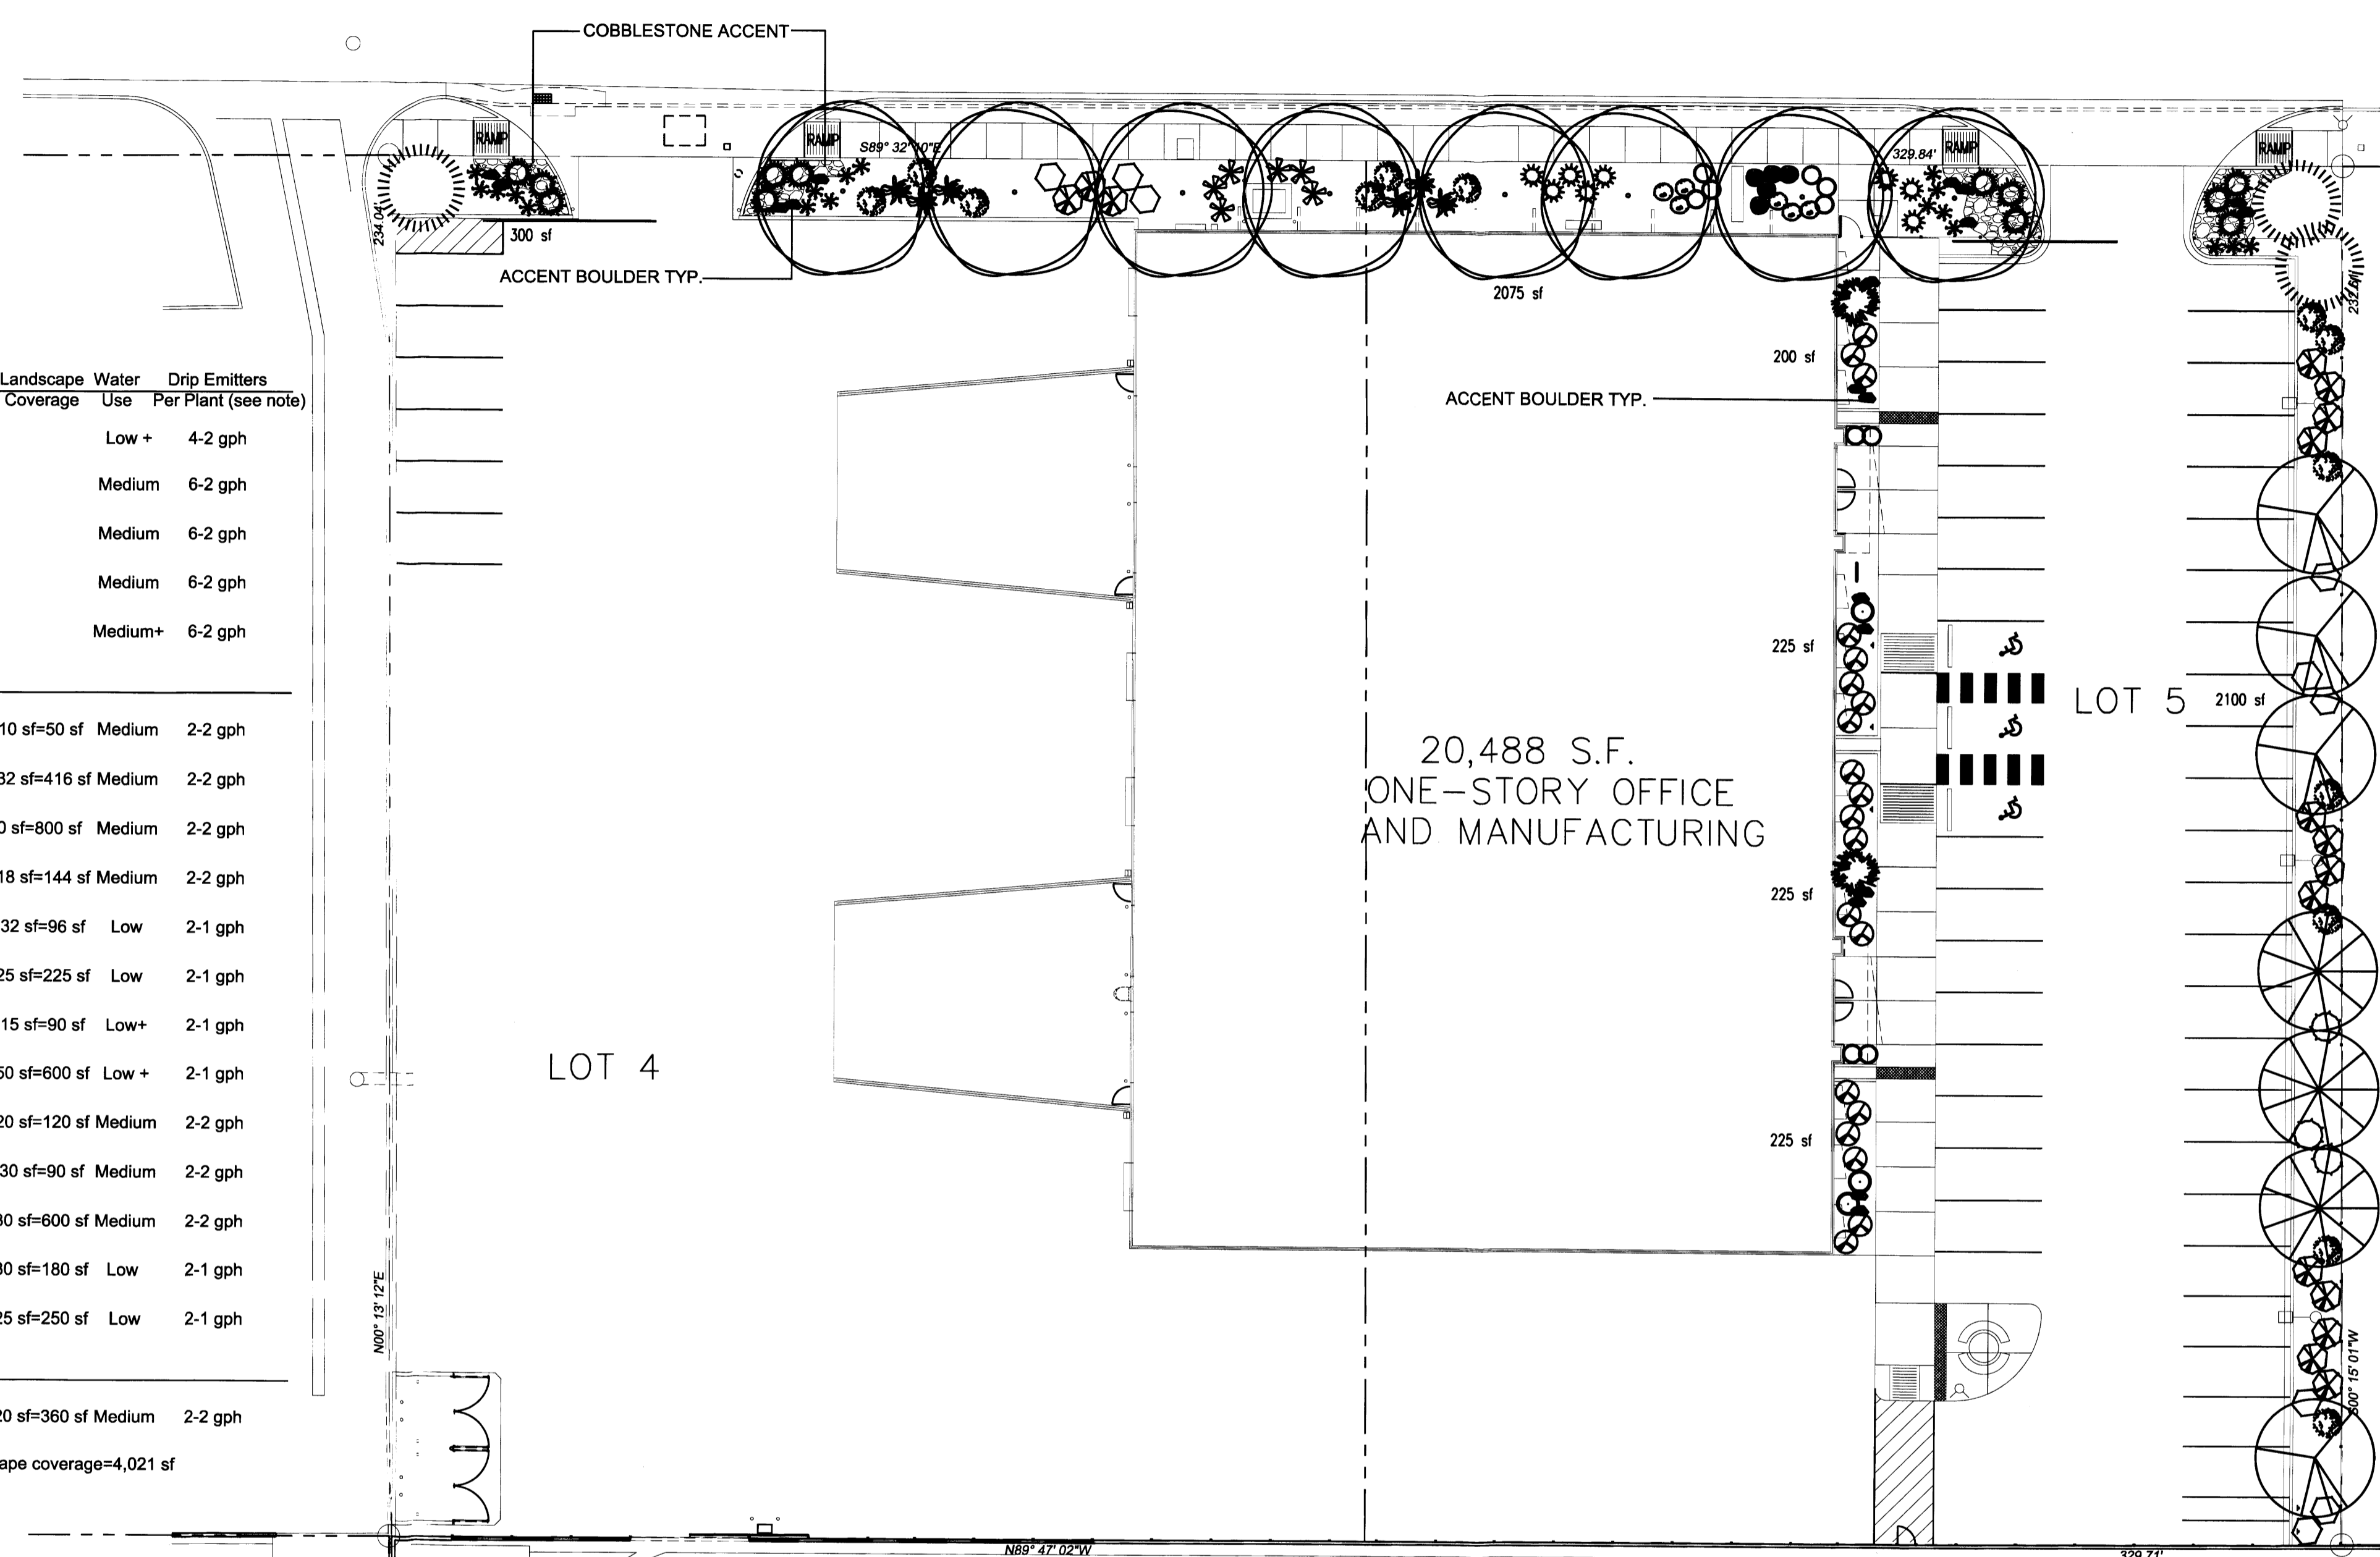 COBBLESTONE ACCENT
RAMP
RAMP
RAMP
RAMP
S89° 32' 10"E
329.84'
234.04'
300 sf
ACCENT BOULDER TYP.
2075 sf
200 sf
ACCENT BOULDER TYP.
Landscape Water Drip Emitters
Coverage Use Per Plant (see note)
Low + 4-2 gph
Medium 6-2 gph
Medium 6-2 gph
Medium 6-2 gph
Medium+ 6-2 gph
10 sf=50 sf Medium 2-2 gph
32 sf=416 sf Medium 2-2 gph
0 sf=800 sf Medium 2-2 gph
18 sf=144 sf Medium 2-2 gph
32 sf=96 sf Low 2-1 gph
25 sf=225 sf Low 2-1 gph
15 sf=90 sf Low+ 2-1 gph
50 sf=600 sf Low + 2-1 gph
20 sf=120 sf Medium 2-2 gph
30 sf=90 sf Medium 2-2 gph
30 sf=600 sf Medium 2-2 gph
30 sf=180 sf Low 2-1 gph
25 sf=250 sf Low 2-1 gph
20 sf=360 sf Medium 2-2 gph
ape coverage=4,021 sf
225 sf
LOT 5
2100 sf
20,488 S.F.
ONE-STORY OFFICE
AND MANUFACTURING
225 sf
LOT 4
225 sf
N00° 13' 12"E
S00° 15' 01"W
N89° 47' 02"W
329.71'